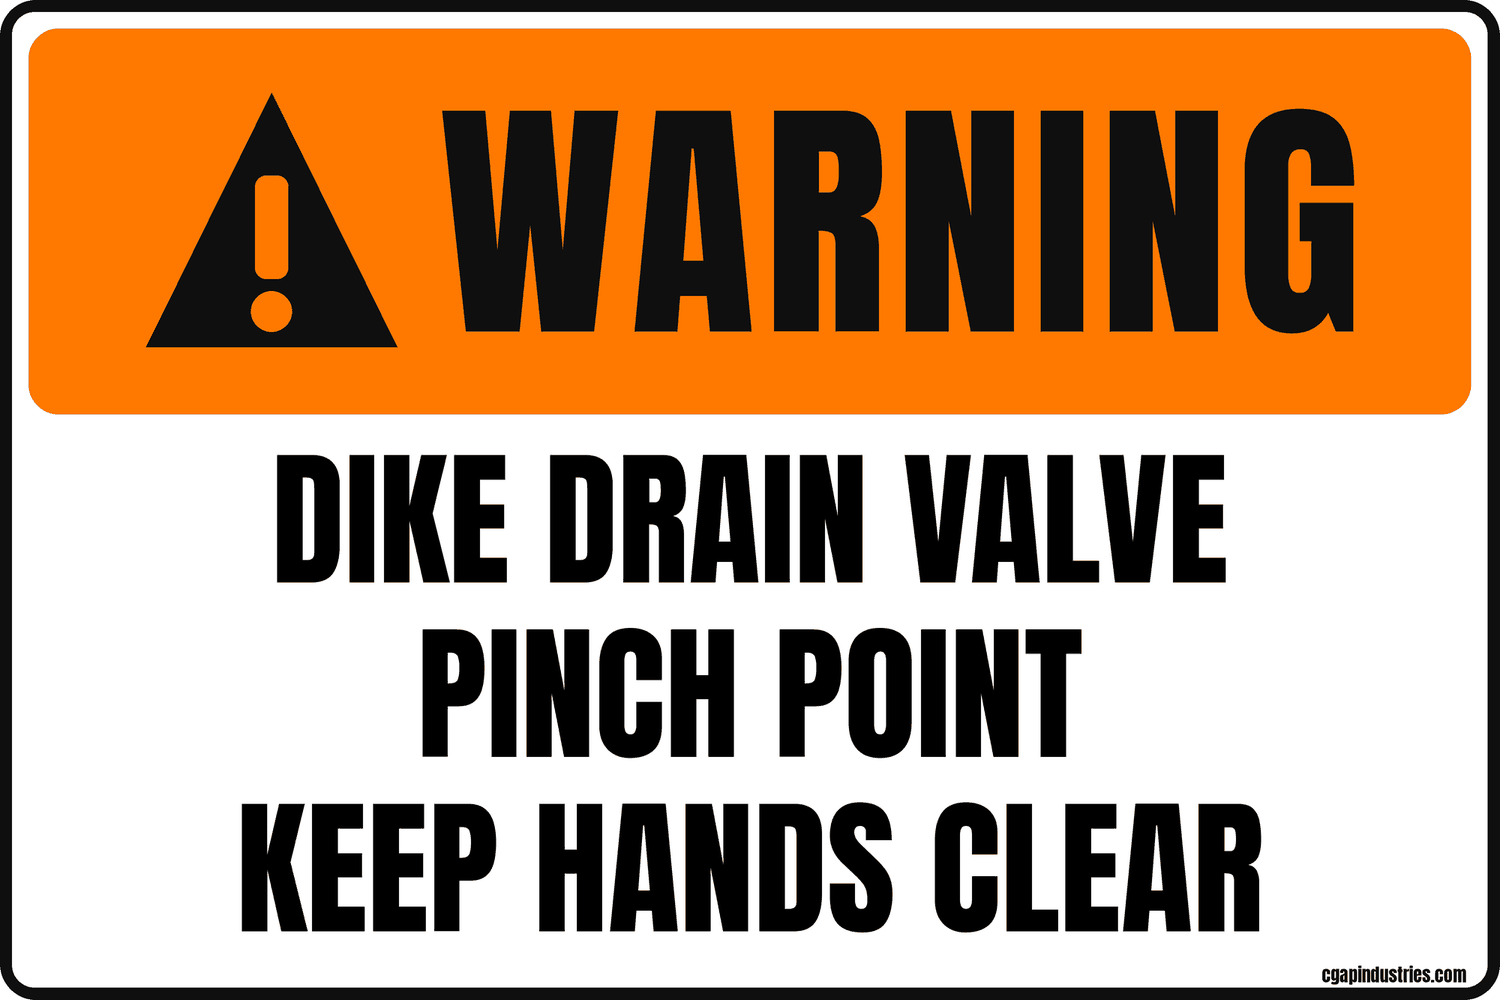 WARNING
DIKE DRAIN VALVE
PINCH POINT
KEEP HANDS CLEAR
cgapindustries.com